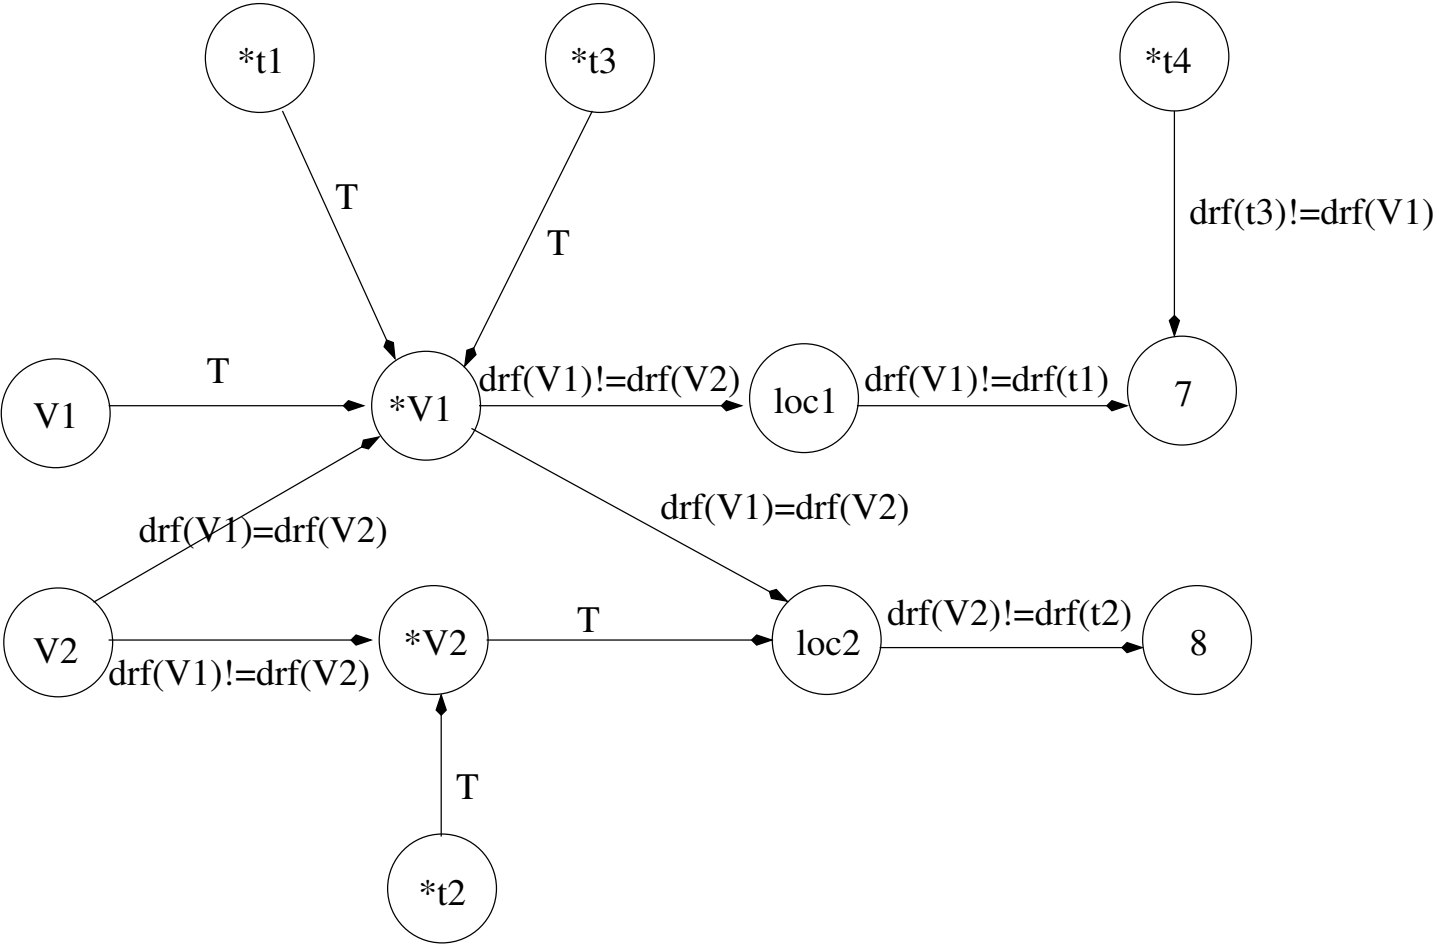 *t1
*t3
*t4
T
drf(t3)!=drf(V1)
T
T
drf(V1)!=drf(V2)
drf(V1)!=drf(t1)
V1
*V1
loc1
7
drf(V1)=drf(V2)
drf(V1)=drf(V2)
T
drf(V2)!=drf(t2)
V2
*V2
loc2
8
drf(V1)!=drf(V2)
T
*t2